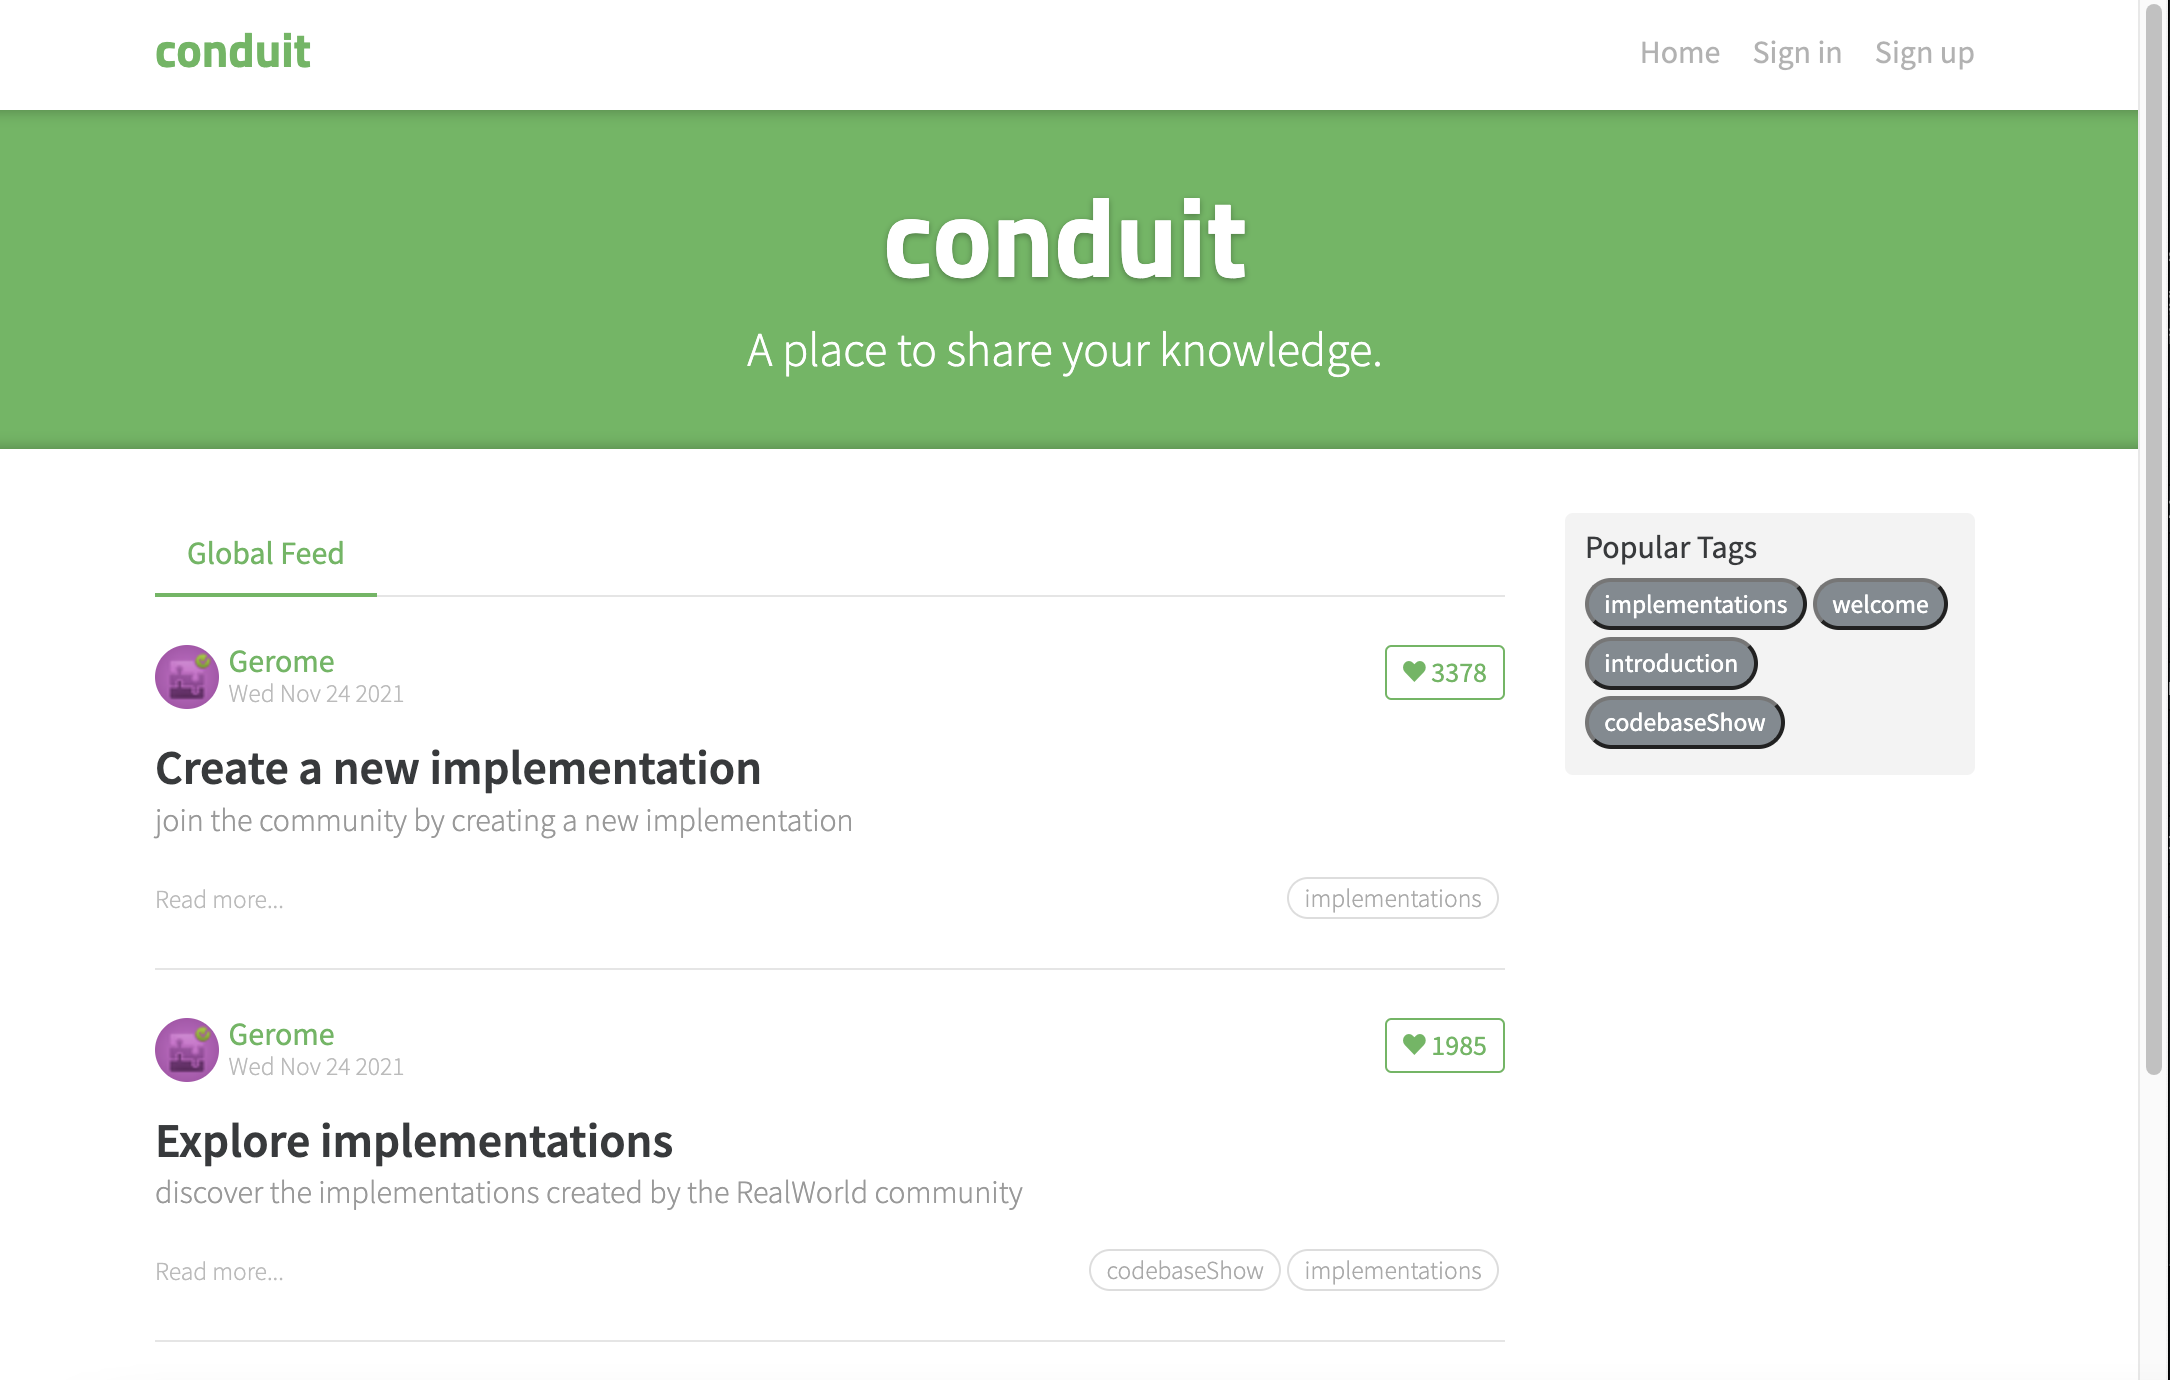 conduit
Home Sign in Sign up
conduit
A place to share your knowledge.
Global Feed
Gerome
Wed Nov 24 2021
3378
Create a new implementation
join the community by creating a new implementation
Read more...
implementations
Gerome
Wed Nov 24 2021
1985
Explore implementations
discover the implementations created by the RealWorld community
Read more...
codebaseShow implementations
Popular Tags
implementations welcome
introduction
codebaseShow